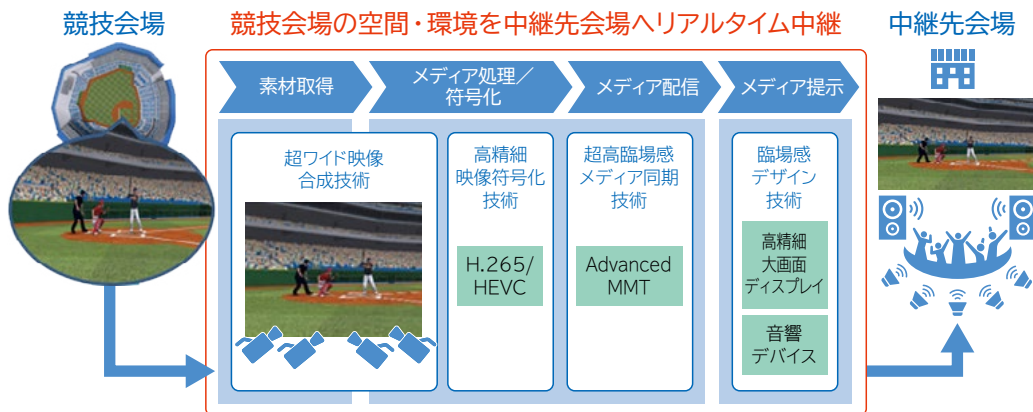 競技会場
競技会場の空間・環境を中継先会場へリアルタイム中継
中継先会場
素材取得
メディア処理／
符号化
メディア配信
メディア提示
超ワイド映像
合成技術
高精細
映像符号化
技術
H.265/
HEVC
超高臨場感
メディア同期
技術
Advanced
MMT
臨場感
デザイン
技術
高精細
大画面
ディスプレイ
音響
デバイス